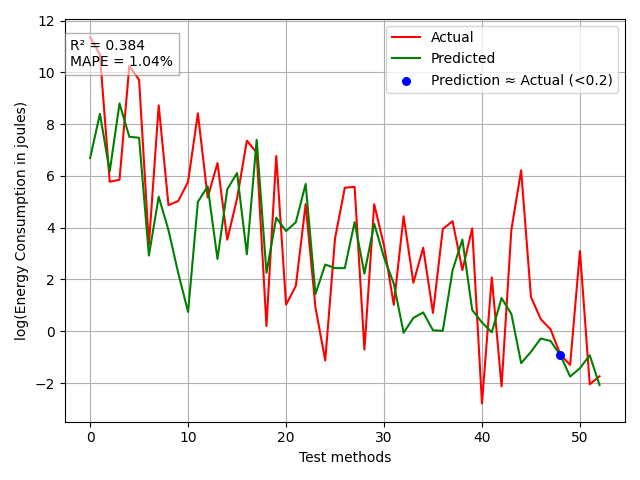 R² = 0.384
MAPE = 1.04%
Actual
Predicted
Prediction ≈ Actual (<0.2)
log(Energy Consumption in joules)
12
10
8
6
4
2
0
−2
0 10 20 30 40 50
Test methods